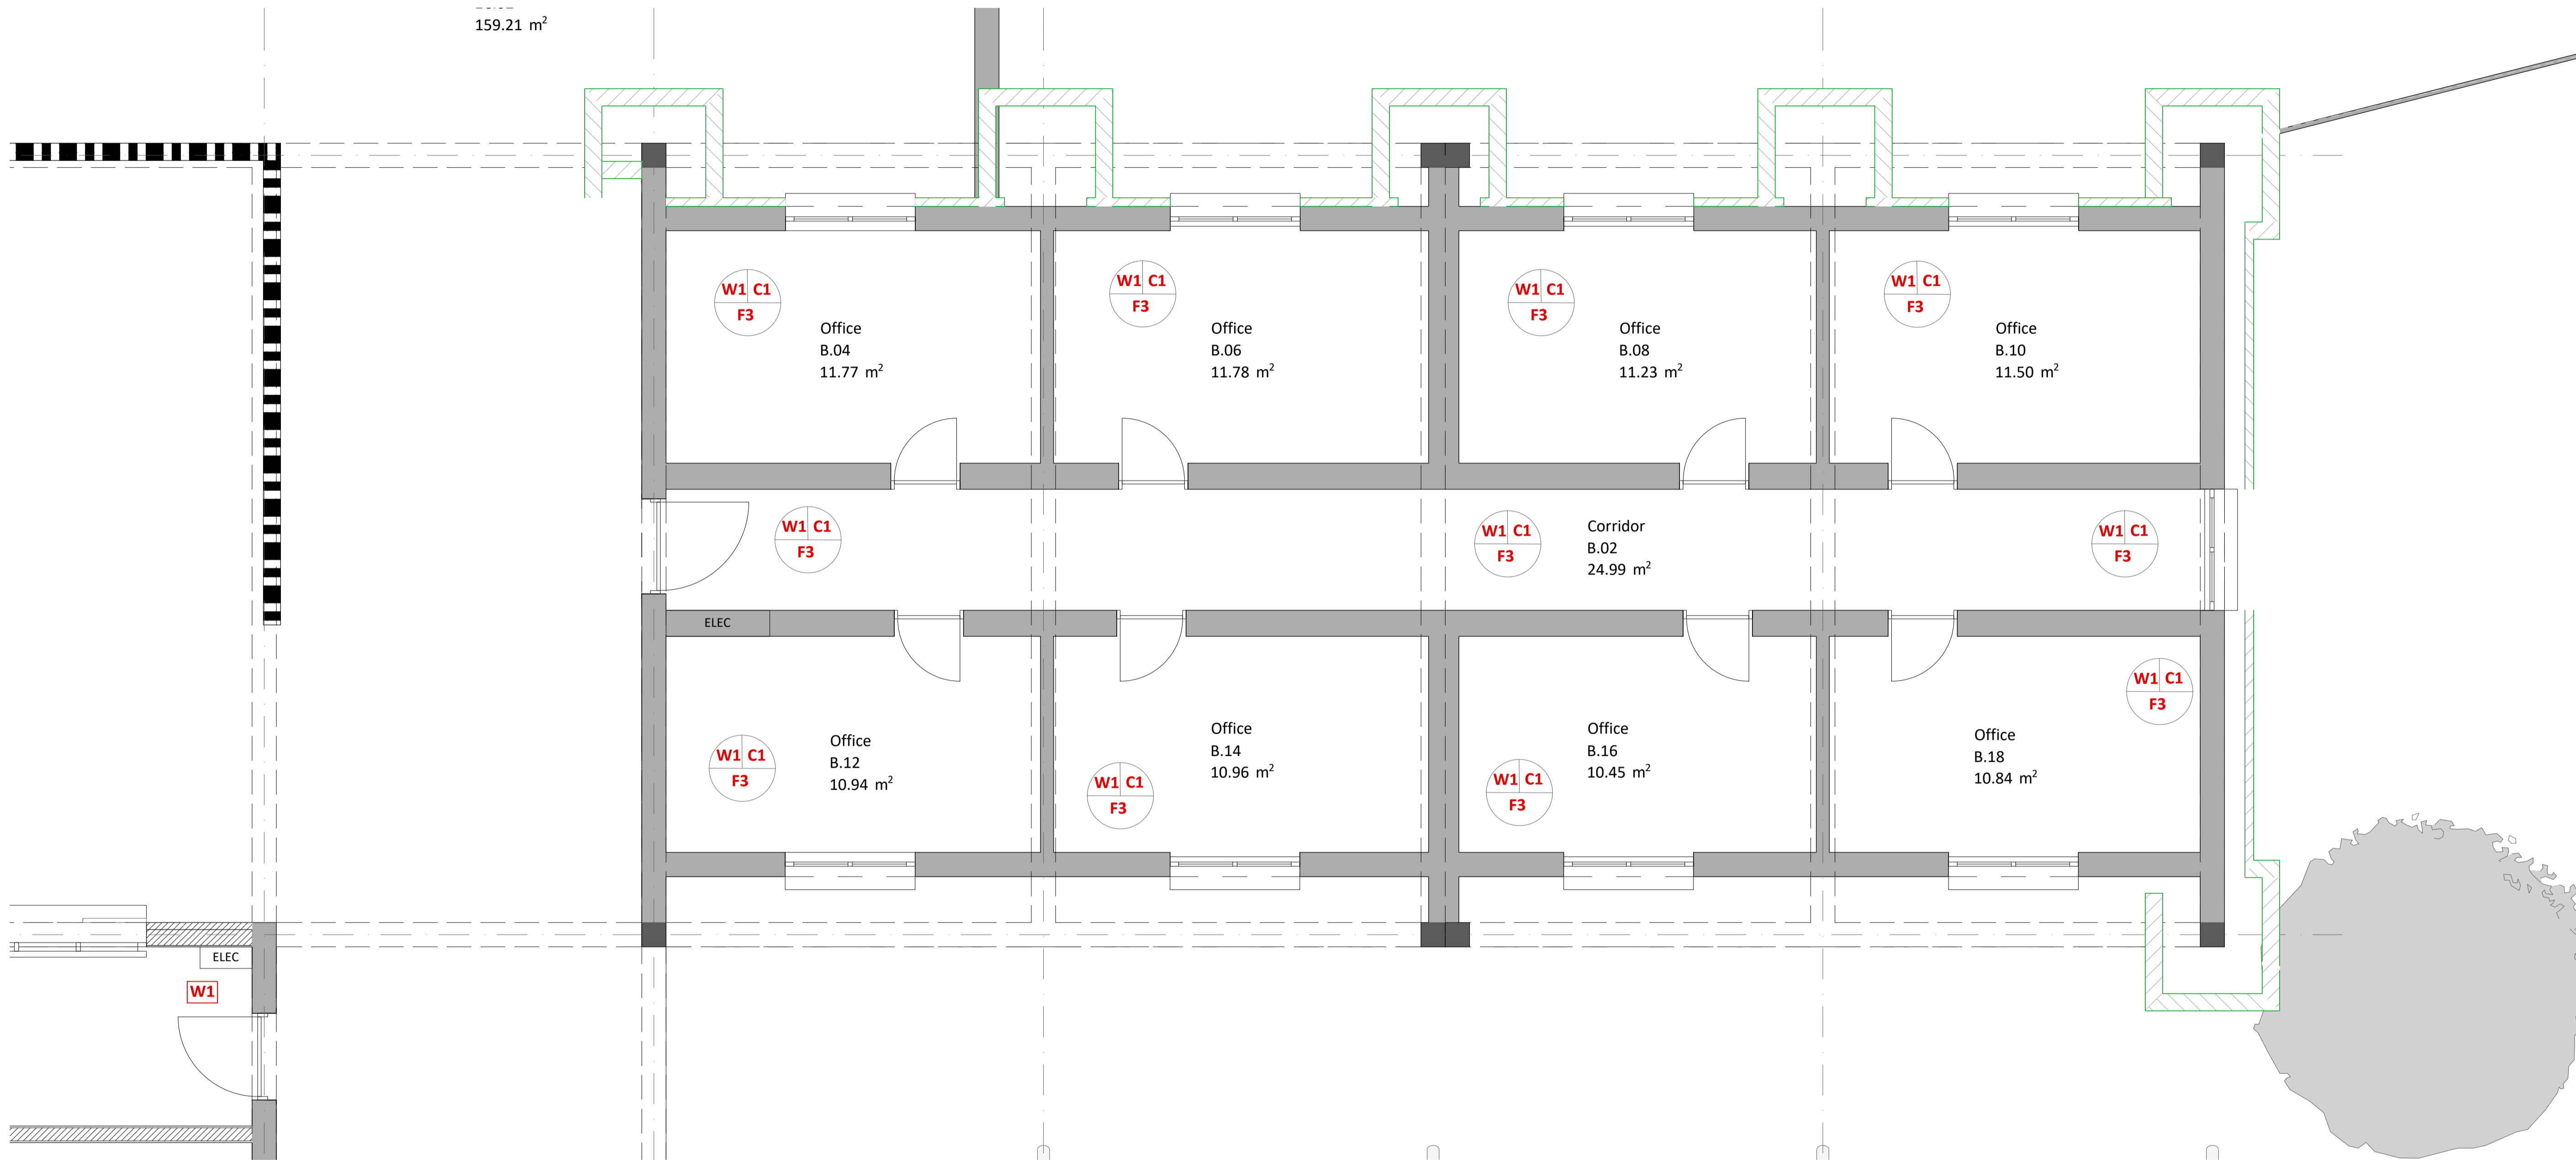 159.21 m²
W1 C1
F3
Office
B.04
11.77 m²
W1 C1
F3
Office
B.06
11.78 m²
W1 C1
F3
Office
B.08
11.23 m²
W1 C1
F3
Office
B.10
11.50 m²
W1 C1
F3
W1 C1
F3
Corridor
B.02
24.99 m²
W1 C1
F3
ELEC
W1 C1
F3
Office
B.12
10.94 m²
W1 C1
F3
Office
B.14
10.96 m²
W1 C1
F3
Office
B.16
10.45 m²
Office
B.18
10.84 m²
W1 C1
F3
ELEC
W1